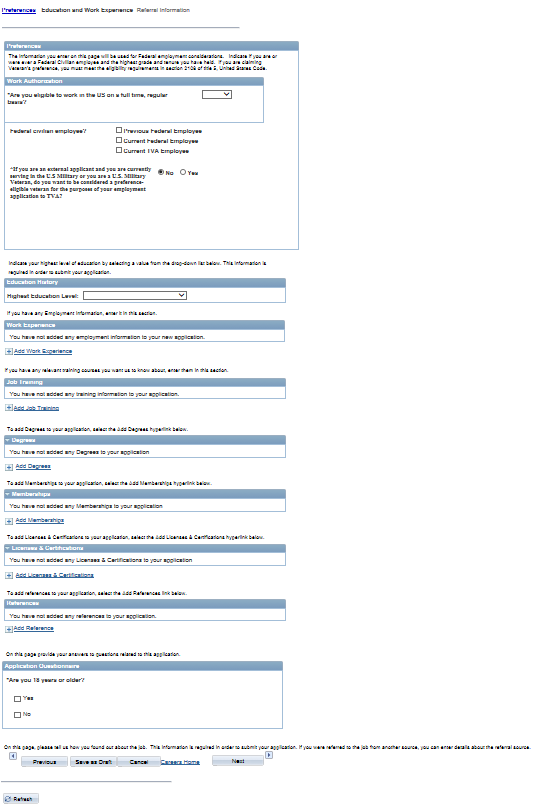 Preferences Education and Work Experience Referral Information
Preferences
The information you enter on this page will be used for Federal employment considerations. Indicate if you are or
were ever a Federal Civilian employee and the highest grade and tenure you have held. If you are claiming
Veteran's preference, you must meet the eligibility requirements in section 2108 of title 5, United States Code.
Work Authorization
*Are you eligible to work in the US on a full time, regular
basis?
Federal civilian employee?
Previous Federal Employee
Current Federal Employee
Current TVA Employee
*If you are an external applicant and you are currently
serving in the U.S Military or you are a U.S. Military
Veteran, do you want to be considered a preference-
eligible veteran for the purposes of your employment
application to TVA?
No Yes
Indicate your highest level of education by selecting a value from the drop-down list below. This information is
required in order to submit your application.
Education History
Highest Education Level:
If you have any Employment Information, enter it in this section.
Work Experience
You have not added any employment information to your new application.
Add Work Experience
If you have any relevant training courses you want us to know about, enter them in this section.
Job Training
You have not added any training information to your application.
Add Job Training
To add Degrees to your application, select the Add Degrees hyperlink below.
Degrees
You have not added any Degrees to your application
Add Degrees
To add Memberships to your application, select the Add Memberships hyperlink below.
Memberships
You have not added any Memberships to your application
Add Memberships
To add Licenses & Certifications to your application, select the Add Licenses & Certifications hyperlink below.
Licenses & Certifications
You have not added any Licenses & Certifications to your application
Add Licenses & Certifications
To add references to your application, select the Add References link below.
References
You have not added any references to your application.
Add Reference
On this page provide your answers to questions related to this application.
Application Questionnaire
*Are you 18 years or older?
Yes
No
On this page, please tell us how you found out about the job. This information is required in order to submit your application. If you were referred to the job from another source, you can enter details about the referral source.
Previous Save as Draft Cancel Careers Home Next
Refresh